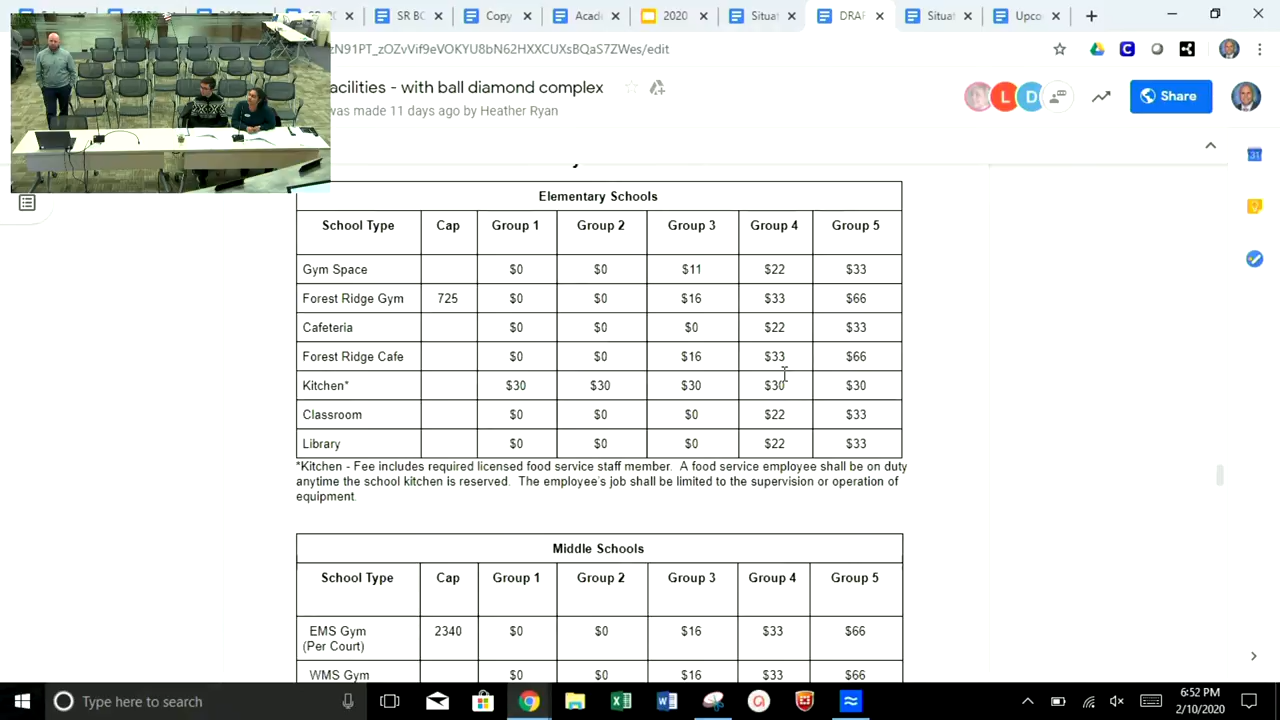 SR BC
Copy
Acade
2020
Situat
DRAF
Situat
Upco
zN91PT_zOZvVif9eVOKYU8bN62HXXCUXsBQaS7ZWes/edit
acilities - with ball diamond complex
was made 11 days ago by Heather Ryan
L
D
Share
Elementary Schools
School Type Cap Group 1 Group 2 Group 3 Group 4 Group 5
Gym Space $0 $0 $11 $22 $33
Forest Ridge Gym 725 $0 $0 $16 $33 $66
Cafeteria $0 $0 $0 $22 $33
Forest Ridge Cafe $0 $0 $16 $33 $66
Kitchen* $30 $30 $30 $30 $30
Classroom $0 $0 $0 $22 $33
Library $0 $0 $0 $22 $33
*Kitchen - Fee includes required licensed food service staff member. A food service employee shall be on duty
anytime the school kitchen is reserved. The employee's job shall be limited to the supervision or operation of
equipment.
Middle Schools
School Type Cap Group 1 Group 2 Group 3 Group 4 Group 5
EMS Gym
(Per Court) 2340 $0 $0 $16 $33 $66
WMS Gym $0 $0 $16 $33 $66
Type here to search
6:52 PM
2/10/2020